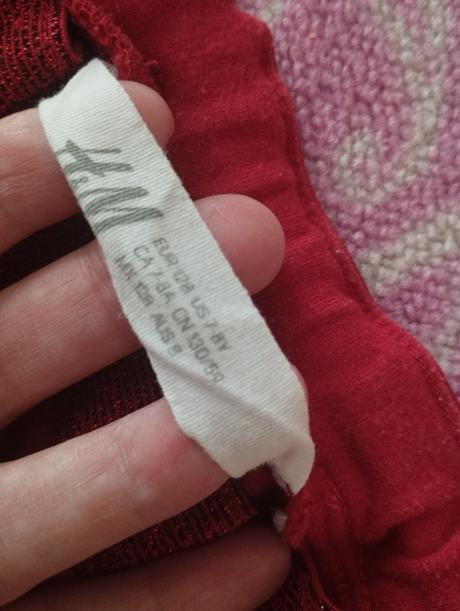 H&M
EUR 128 US 7-8Y
CA 7-8A CN 130/59
MX 128 AUS 8